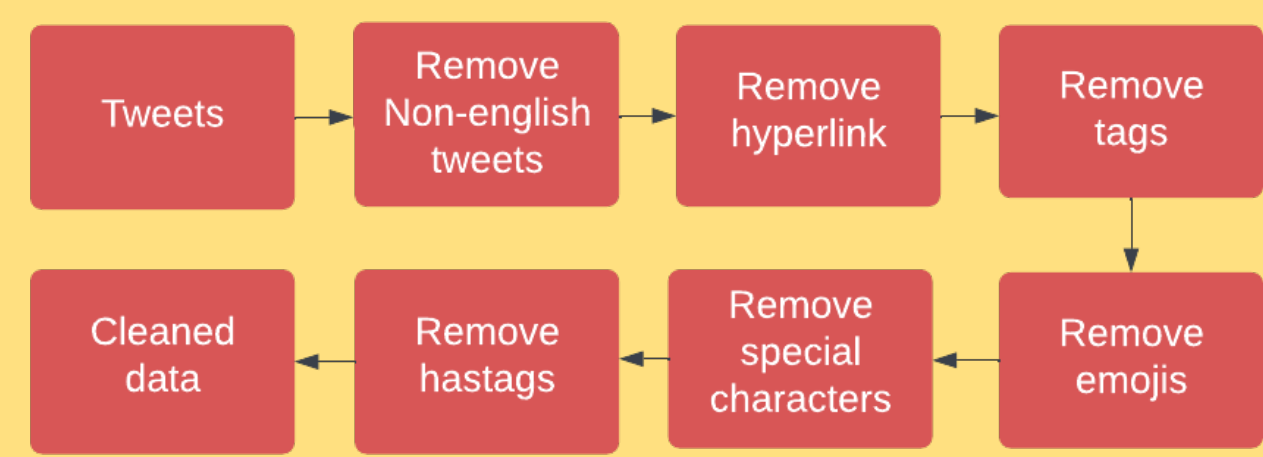 Tweets
Remove
Non-english
tweets
Remove
hyperlink
Remove
tags
Remove
emojis
Remove
special
characters
Remove
hastags
Cleaned
data